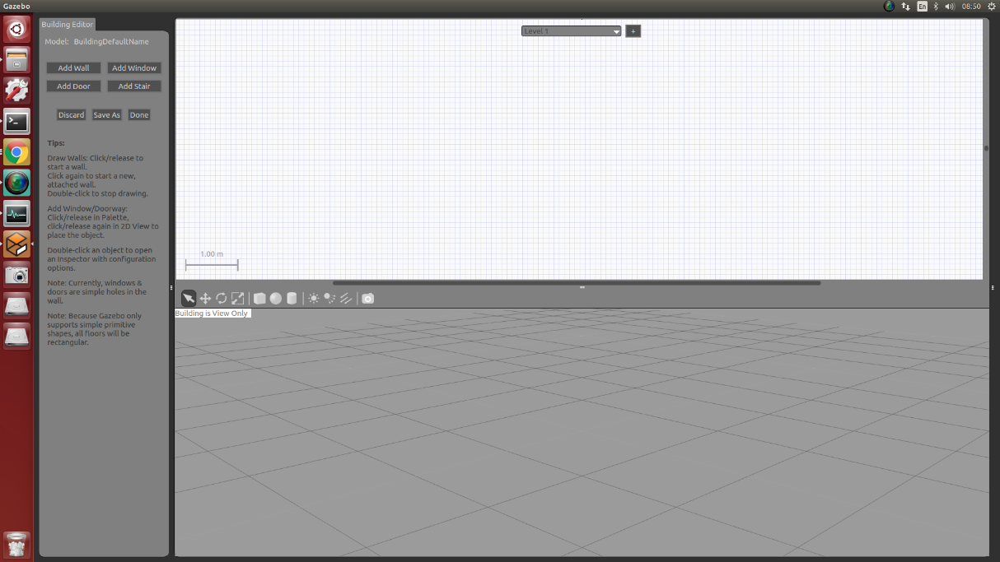 Gazebo
En
08:50
Building Editor
Model: BuildingDefaultName
Add Wall
Add Window
Add Door
Add Stair
Discard
Save As
Done
Tips:
Draw Walls: Click/release to
start a wall.
Click again to start a new,
attached wall.
Double-click to stop drawing.
Add Window/Doorway:
Click/release in Palette,
click/release again in 2D View to
place the object.
Double-click an object to open
an Inspector with configuration
options.
Note: Currently, windows &
doors are simple holes in the
wall.
Note: Because Gazebo only
supports simple primitive
shapes, all floors will be
rectangular.
Level 1
+
1.00 m
Building is View Only